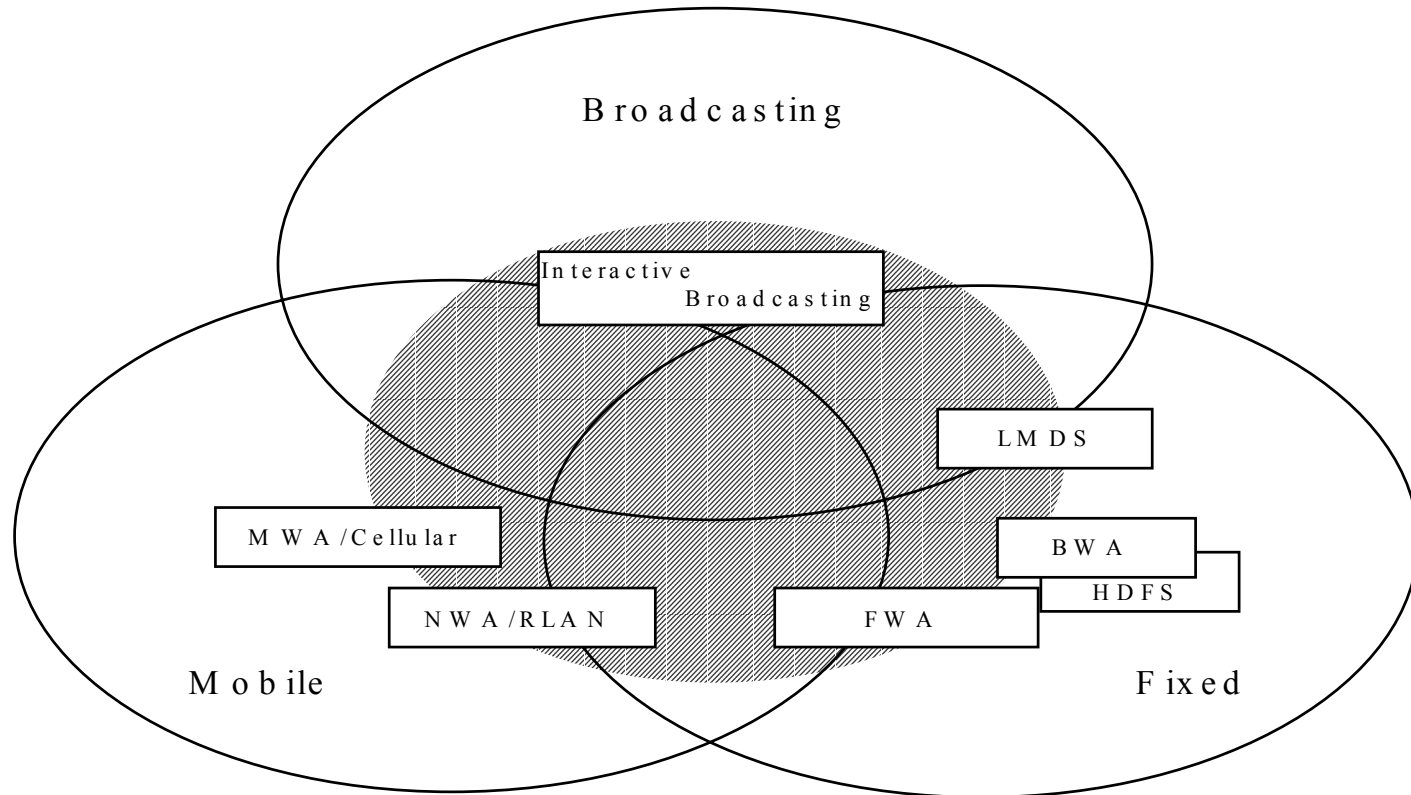 Broadcasting
Interactive
Broadcasting
LMDS
MWA/Cellular
BWA
HDFS
NWA/RLAN
FWA
Mobile
Fixed